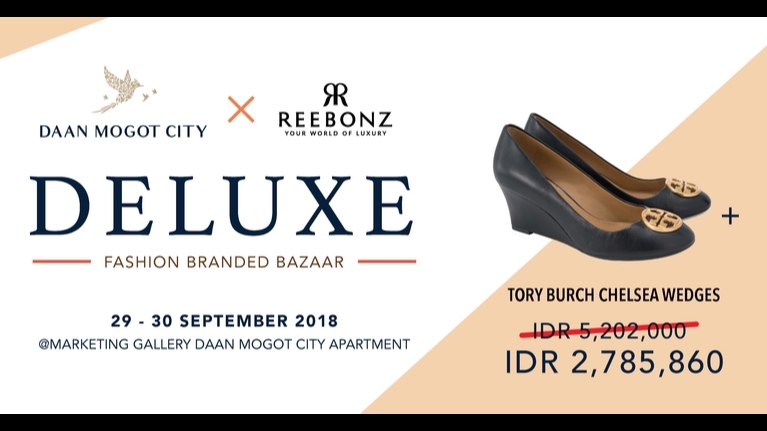 DAAN MOGOT CITY
REEBONZ
YOUR WORLD OF LUXURY
DELUXE
FASHION BRANDED BAZAAR
29 - 30 SEPTEMBER 2018
@MARKETING GALLERY DAAN MOGOT CITY APARTMENT
+
TORY BURCH CHELSEA WEDGES
IDR 5,202,000
IDR 2,785,860